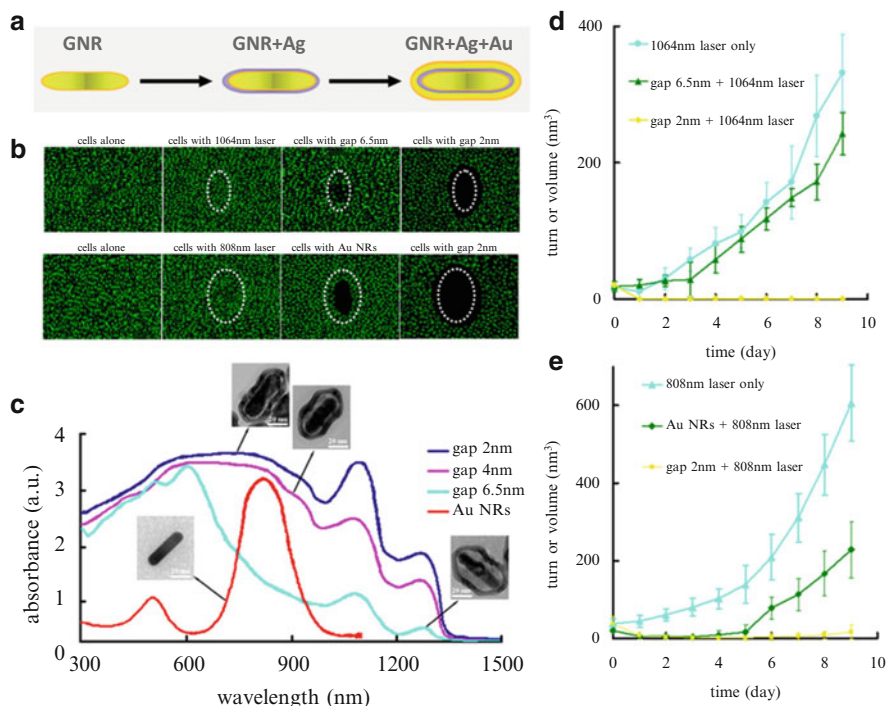 a
GNR
GNR+Ag
GNR+Ag+Au
b
cells alone
cells with 1064nm laser
cells with gap 6.5nm
cells with gap 2nm
cells alone
cells with 808nm laser
cells with Au NRs
cells with gap 2nm
c
absorbance (a.u.)
4
3
2
1
0
gap 2nm
gap 4nm
gap 6.5nm
Au NRs
20 nm
20 nm
300 600 900 1200 1500
wavelength (nm)
d
turn or volume (nm³)
400
200
0
1064nm laser only
gap 6.5nm + 1064nm laser
gap 2nm + 1064nm laser
0 2 4 6 8 10
time (day)
e
turn or volume (nm³)
600
400
200
0
808nm laser only
Au NRs + 808nm laser
gap 2nm + 808nm laser
0 2 4 6 8 10
time (day)